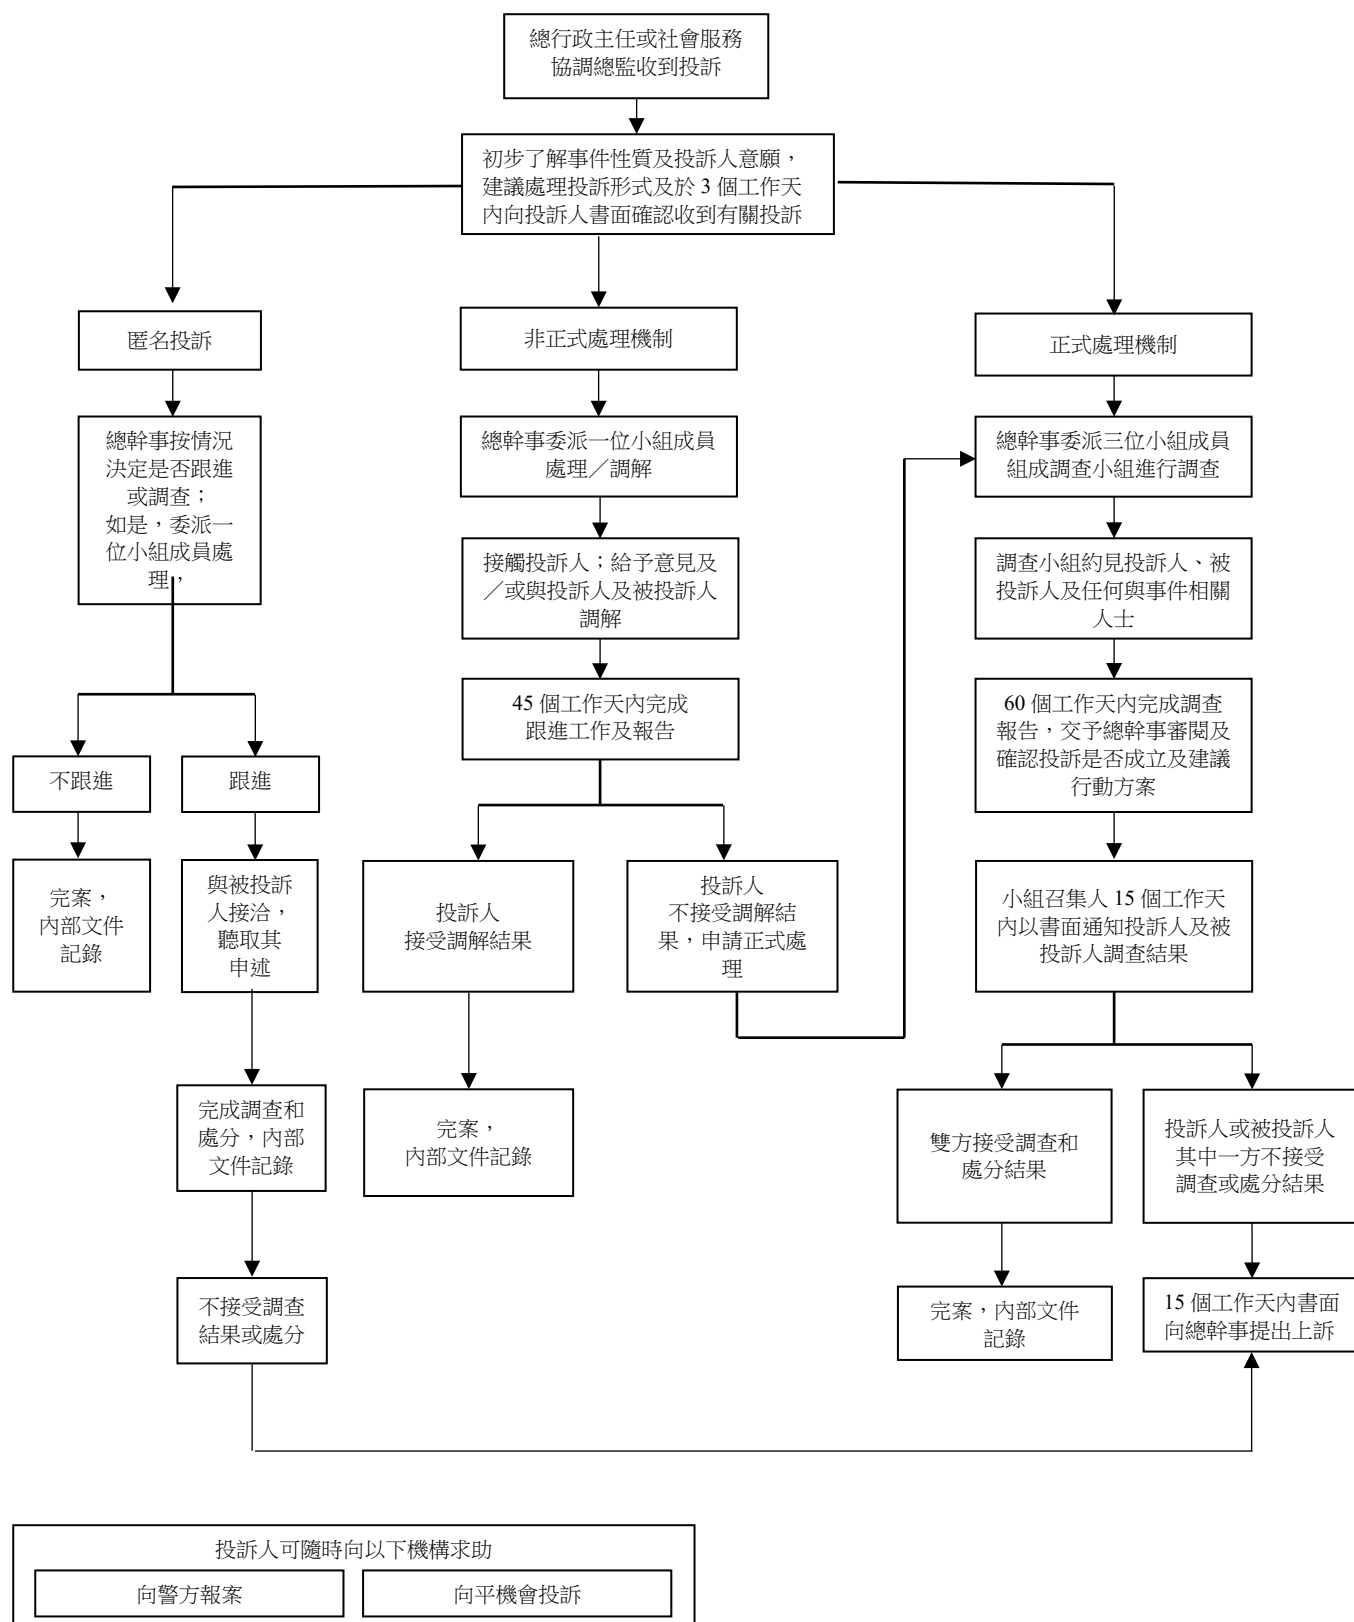 總行政主任或社會服務
協調總監收到投訴
初步了解事件性質及投訴人意願，
建議處理投訴形式及於 3 個工作天
內向投訴人書面確認收到有關投訴
匿名投訴
非正式處理機制
正式處理機制
總幹事按情況
決定是否跟進
或調查；
如是，委派一
位小組成員處
理，
總幹事委派一位小組成員
處理／調解
總幹事委派三位小組成員
組成調查小組進行調查
接觸投訴人；給予意見及
／或與投訴人及被投訴人
調解
調查小組約見投訴人、被
投訴人及任何與事件相關
人士
45 個工作天內完成
跟進工作及報告
60 個工作天內完成調查
報告，交予總幹事審閱及
確認投訴是否成立及建議
行動方案
不跟進
跟進
完案，
內部文件
記錄
與被投訴
人接洽，
聽取其
申述
投訴人
接受調解結果
投訴人
不接受調解結
果，申請正式處
理
小組召集人 15 個工作天
內以書面通知投訴人及被
投訴人調查結果
完成調查和
處分，內部
文件記錄
完案，
內部文件記錄
雙方接受調查和
處分結果
投訴人或被投訴人
其中一方不接受
調查或處分結果
不接受調查
結果或處分
完案，內部文件
記錄
15 個工作天內書面
向總幹事提出上訴
投訴人可隨時向以下機構求助
向警方報案
向平機會投訴